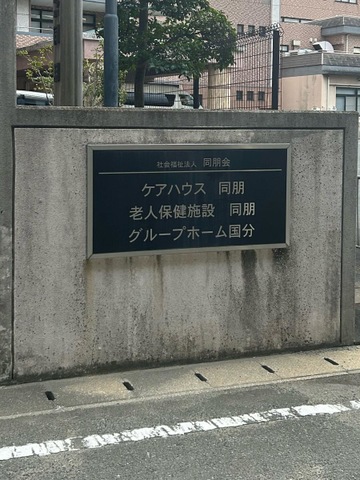 社会福祉法人 同朋会
ケアハウス 同朋
老人保健施設 同朋
グループホーム国分